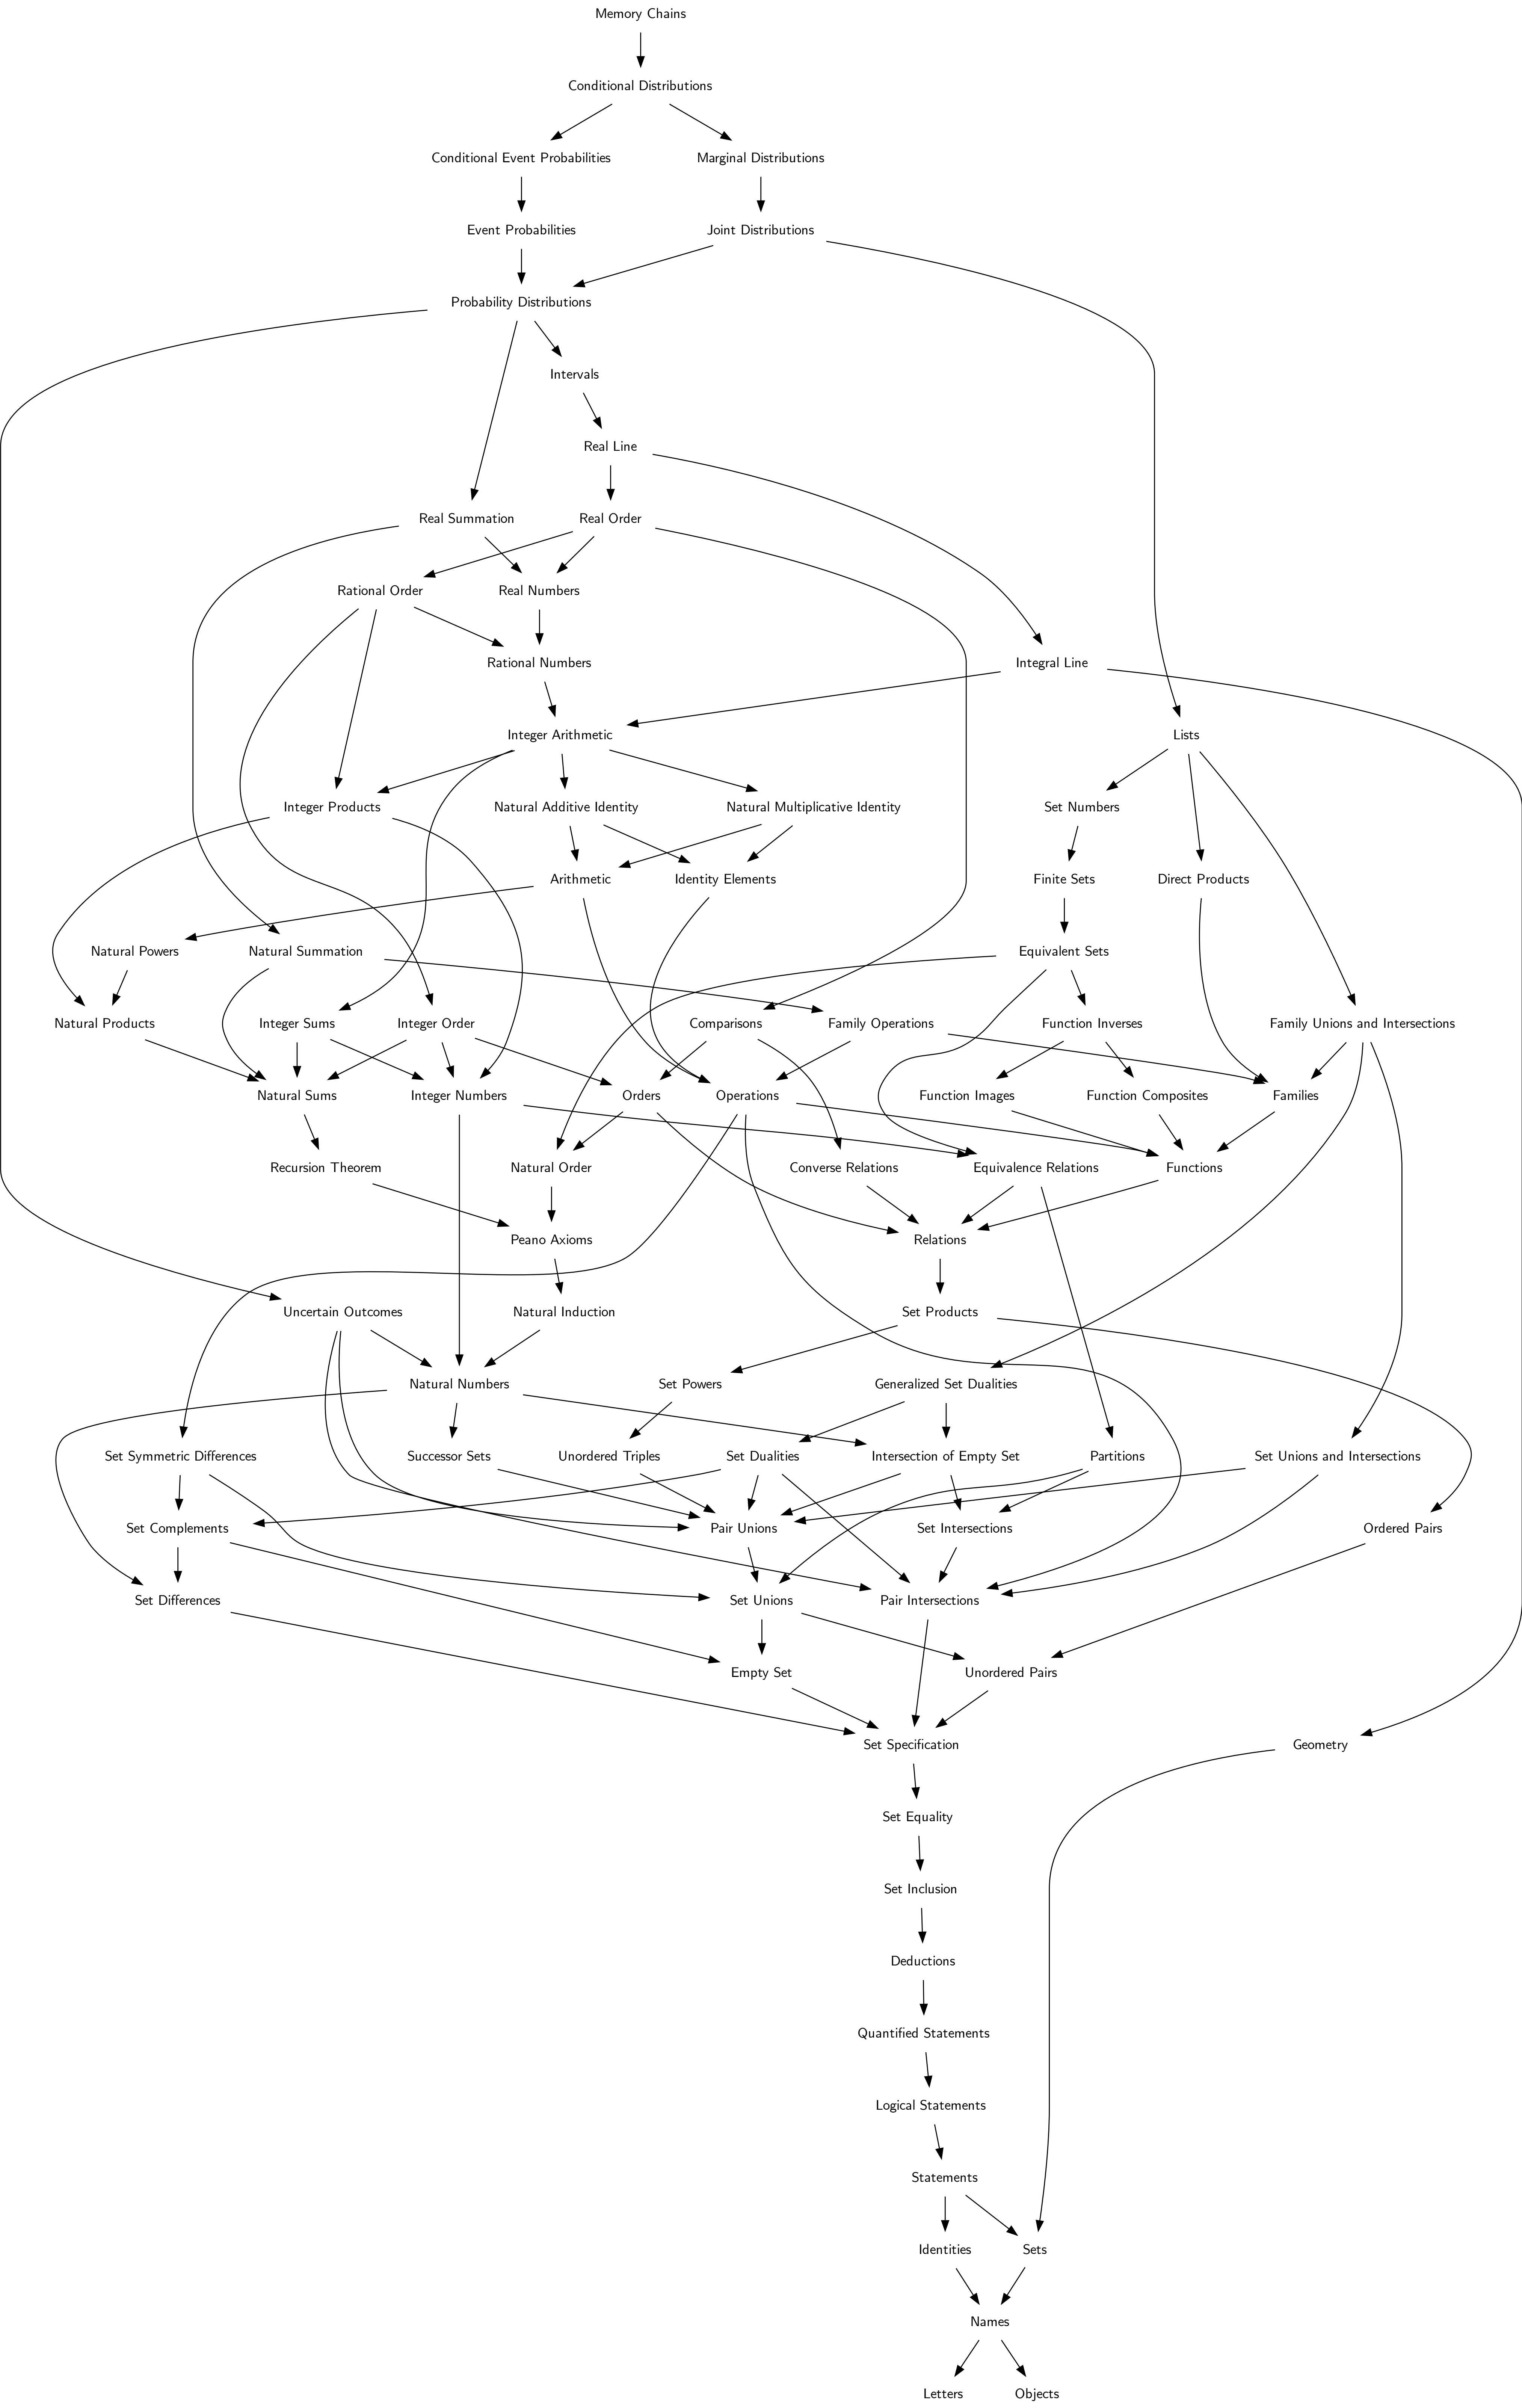 Memory Chains
Conditional Distributions
Conditional Event Probabilities
Marginal Distributions
Event Probabilities
Joint Distributions
Probability Distributions
Intervals
Real Line
Real Summation
Real Order
Rational Order
Real Numbers
Rational Numbers
Integral Line
Integer Arithmetic
Lists
Integer Products
Natural Additive Identity
Natural Multiplicative Identity
Set Numbers
Arithmetic
Identity Elements
Finite Sets
Direct Products
Natural Powers
Natural Summation
Equivalent Sets
Natural Products
Integer Sums
Integer Order
Comparisons
Family Operations
Function Inverses
Family Unions and Intersections
Natural Sums
Integer Numbers
Orders
Operations
Function Images
Function Composites
Families
Recursion Theorem
Natural Order
Converse Relations
Equivalence Relations
Functions
Peano Axioms
Relations
Uncertain Outcomes
Natural Induction
Set Products
Natural Numbers
Set Powers
Generalized Set Dualities
Set Symmetric Differences
Successor Sets
Unordered Triples
Set Dualities
Intersection of Empty Set
Partitions
Set Unions and Intersections
Set Complements
Pair Unions
Set Intersections
Ordered Pairs
Set Differences
Set Unions
Pair Intersections
Empty Set
Unordered Pairs
Set Specification
Geometry
Set Equality
Set Inclusion
Deductions
Quantified Statements
Logical Statements
Statements
Identities
Sets
Names
Letters
Objects